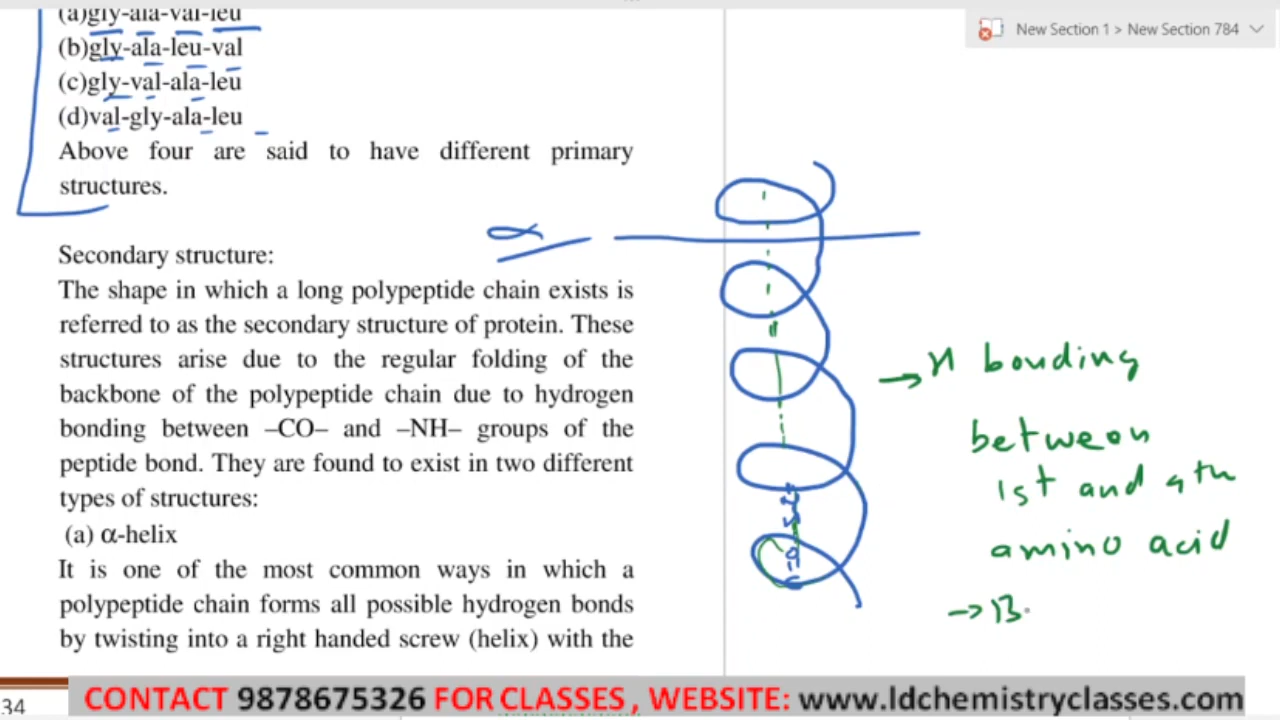 (a)gly-ala-val-leu
New Section 1 > New Section 784
(b)gly-ala-leu-val
(c)gly-val-ala-leu
(d)val-gly-ala-leu
Above four are said to have different primary
structures.
α
Secondary structure:
The shape in which a long polypeptide chain exists is
referred to as the secondary structure of protein. These
structures arise due to the regular folding of the
backbone of the polypeptide chain due to hydrogen
bonding between –CO– and –NH– groups of the
peptide bond. They are found to exist in two different
types of structures:
(a) α-helix
It is one of the most common ways in which a
polypeptide chain forms all possible hydrogen bonds
by twisting into a right handed screw (helix) with the
→ H bonding
between
1st and 4th
amino acid
→ 13
34
CONTACT 9878675326 FOR CLASSES , WEBSITE: www.ldchemistryclasses.com